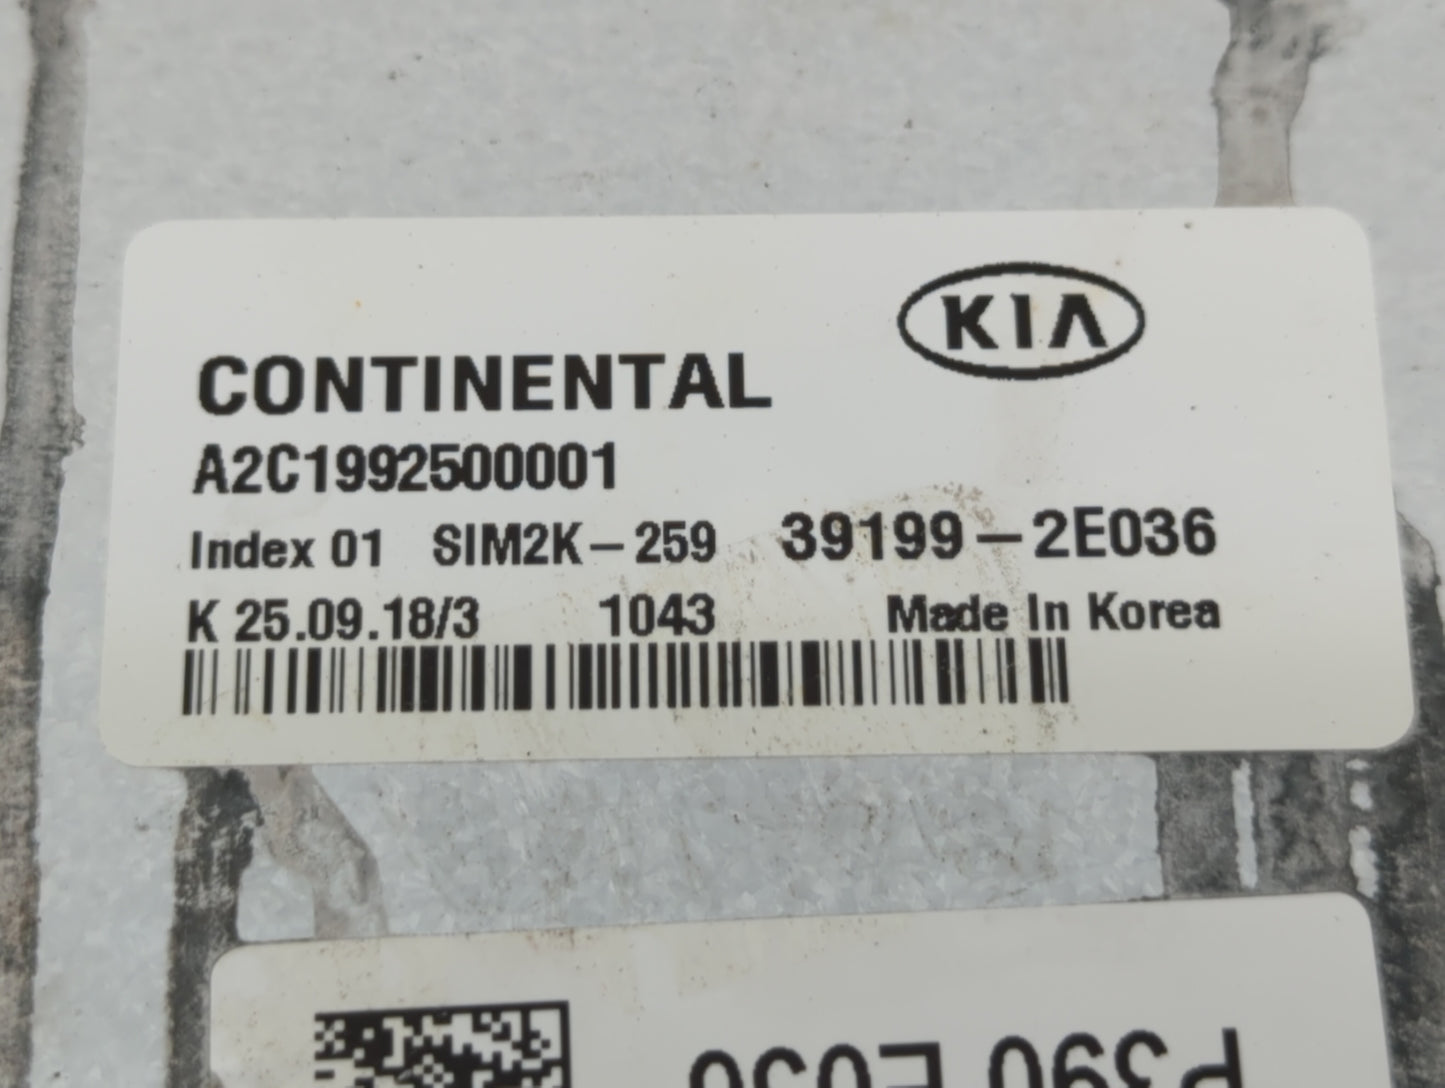 KIA
CONTINENTAL
A2C1992500001
Index 01 SIM2K-259 39199-2E036
K 25.09.18/3 1043 Made In Korea